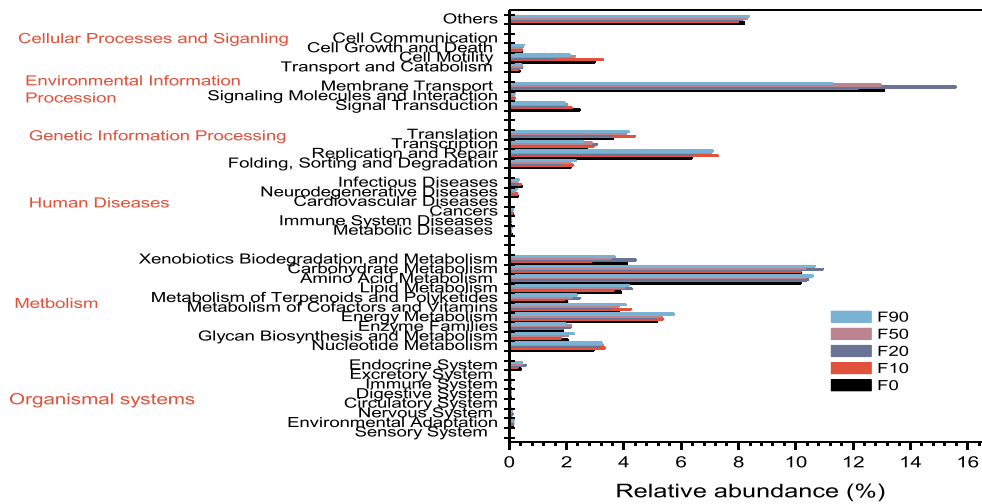 Others
Cellular Processes and Siganling
Cell Communication
Cell Growth and Death
Cell Motility
Transport and Catabolism
Environmental Information
Procession
Membrane Transport
Signaling Molecules and Interaction
Signal Transduction
Genetic Information Processing
Translation
Transcription
Replication and Repair
Folding, Sorting and Degradation
Human Diseases
Infectious Diseases
Neurodegenerative Diseases
Cardiovascular Diseases
Cancers
Immune System Diseases
Metabolic Diseases
Metbolism
Xenobiotics Biodegradation and Metabolism
Carbohydrate Metabolism
Amino Acid Metabolism
Lipid Metabolism
Metabolism of Terpenoids and Polyketides
Metabolism of Cofactors and Vitamins
Energy Metabolism
Enzyme Families
Glycan Biosynthesis and Metabolism
Nucleotide Metabolism
Organismal systems
Endocrine System
Excretory System
Immune System
Digestive System
Circulatory System
Nervous System
Environmental Adaptation
Sensory System
F90
F50
F20
F10
F0
0 2 4 6 8 10 12 14 16
Relative abundance (%)